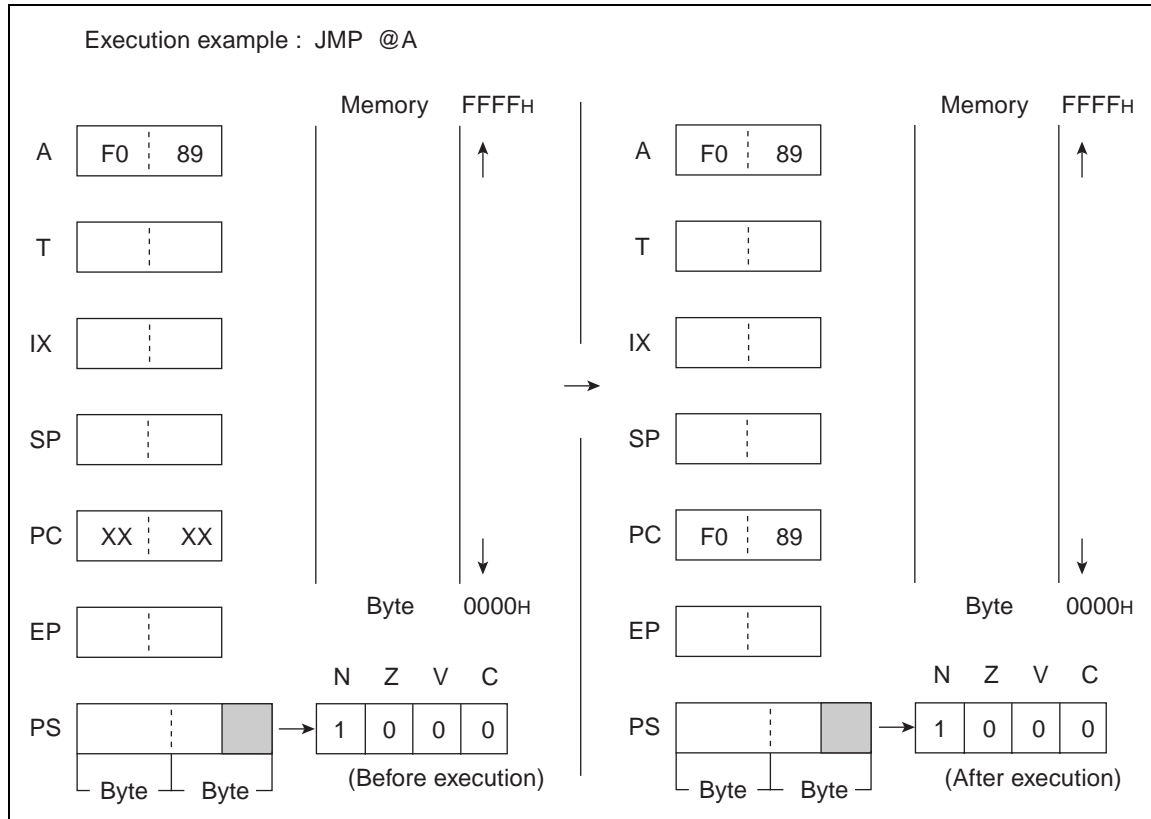 Execution example : JMP @A
Memory FFFFH
A F0 89
T
IX
SP
PC XX XX
EP
Byte 0000H
N Z V C
PS 1 0 0 0
Byte Byte
(Before execution)
Memory FFFFH
A F0 89
T
IX
SP
PC F0 89
EP
Byte 0000H
N Z V C
PS 1 0 0 0
Byte Byte
(After execution)